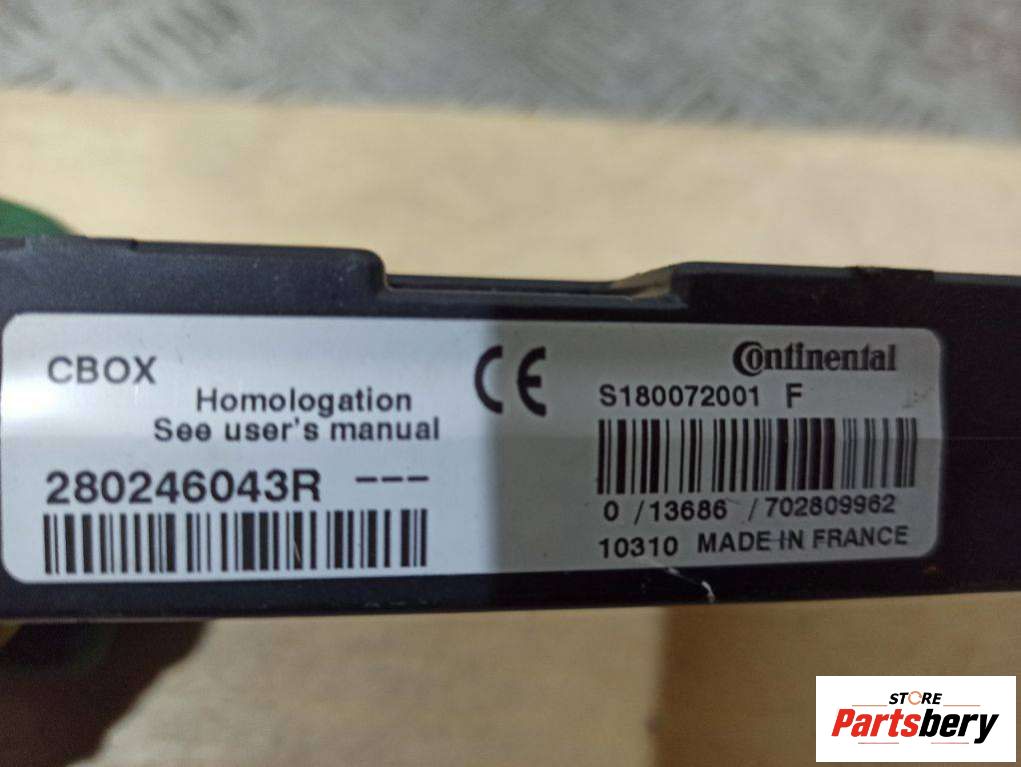 CBOX
Homologation
See user's manual
280246043R ---
CE
Continental
S180072001 F
0 /13686 /702809962
10310 MADE IN FRANCE
STORE
Partsbery